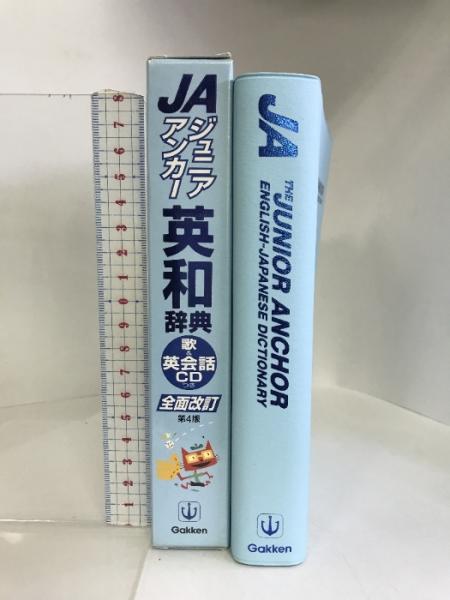 JA
ジュニア
アンカー
英和
辞典
歌&
英会話
CD
つき
全面改訂
第4版
Gakken
JA
THE JUNIOR ANCHOR
ENGLISH-JAPANESE DICTIONARY
Gakken